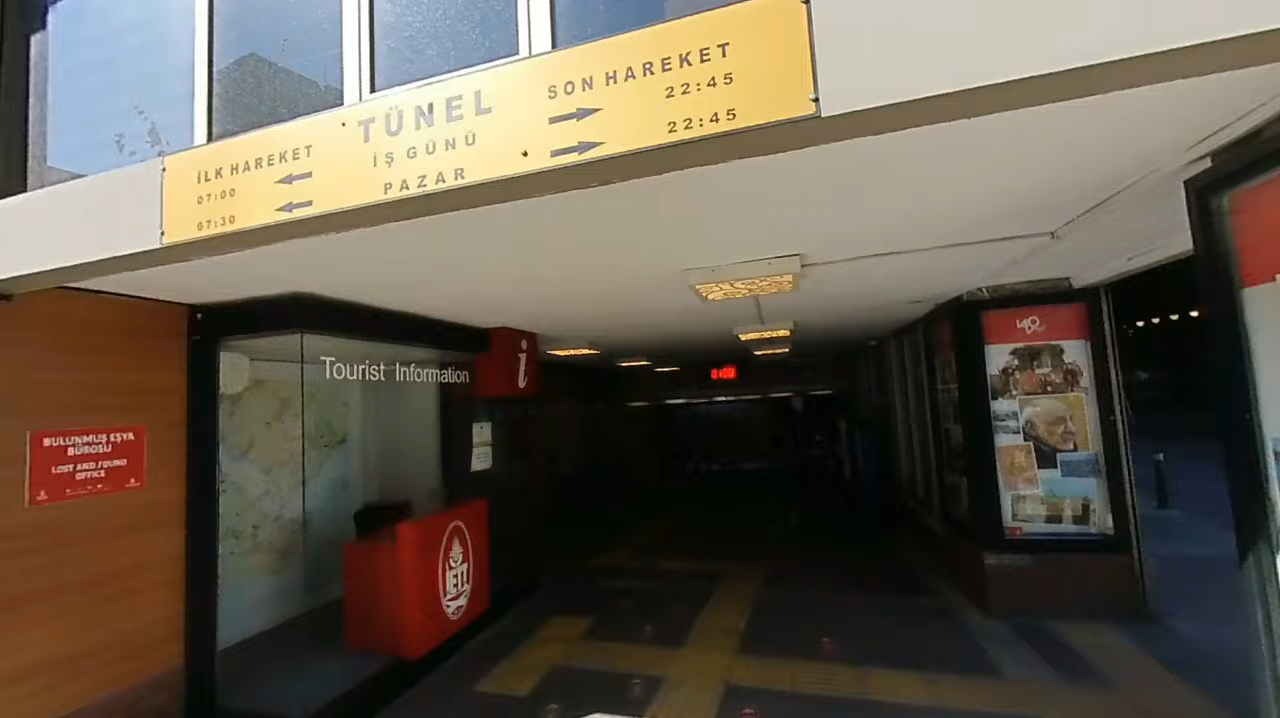 TÜNEL
İLK HAREKET
SON HAREKET
İŞ GÜNÜ
07:00
22:45
PAZAR
07:30
22:45
Tourist Information
i
BULUNMUŞ EŞYA
BÜROSU
LOST AND FOUND
OFFICE
İETT